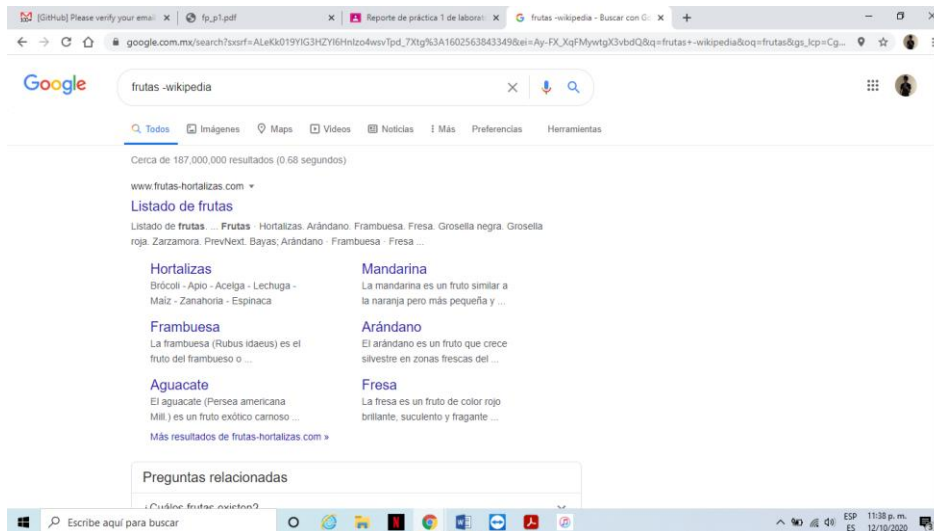 [GitHub] Please verify your email
fp_p1.pdf
Reporte de práctica 1 de laborat
frutas -wikipedia - Buscar con Go
google.com.mx/search?sxsrf=ALeKk019YIG3HZYI6HnIzo4wsvTpd_7Xtg%3A1602563843349&ei=Ay-FX_XqFMywtgX3vbdQ&q=frutas+-wikipedia&oq=frutas&gs_lcp=Cg...
Google
frutas -wikipedia
Todos Imágenes Maps Videos Noticias Más Preferencias Herramientas
Cerca de 187,000,000 resultados (0.68 segundos)
www.frutas-hortalizas.com
Listado de frutas
Listado de frutas. ... Frutas · Hortalizas. Arándano. Frambuesa. Fresa. Grosella negra. Grosella
roja. Zarzamora. PrevNext. Bayas; Arándano · Frambuesa · Fresa ...
Hortalizas
Brócoli - Apio - Acelga - Lechuga -
Maíz - Zanahoria - Espinaca
Mandarina
La mandarina es un fruto similar a
la naranja pero más pequeña y ...
Frambuesa
La frambuesa (Rubus idaeus) es el
fruto del frambueso o ...
Arándano
El arándano es un fruto que crece
silvestre en zonas frescas del ...
Aguacate
El aguacate (Persea americana
Mill.) es un fruto exótico carnoso ...
Fresa
La fresa es un fruto de color rojo
brillante, suculento y fragante ...
Más resultados de frutas-hortalizas.com »
Preguntas relacionadas
¿Cuáles frutas existen?
Escribe aquí para buscar
ESP 11:38 p. m.
ES 12/10/2020